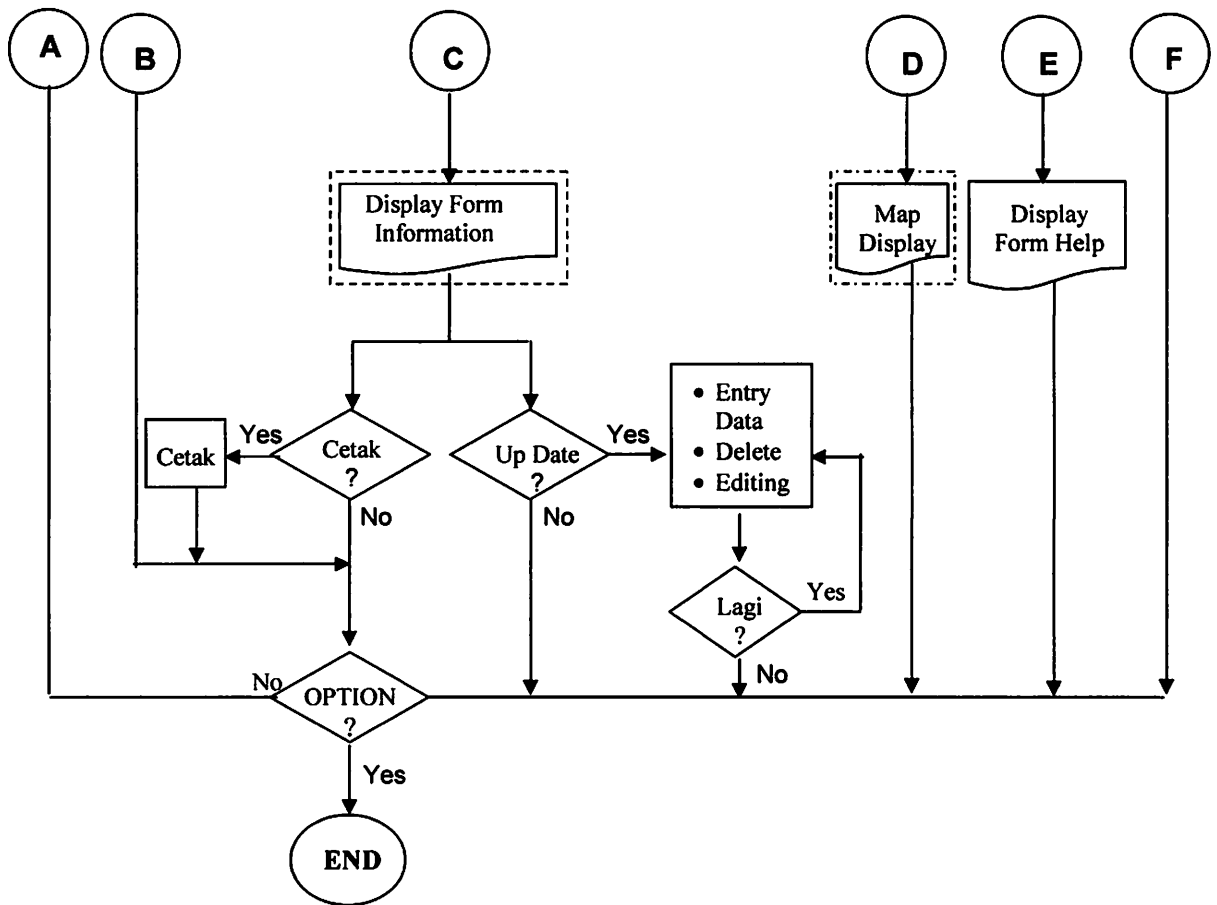 A
B
C
D
E
F
Display Form
Information
Map
Display
Display
Form Help
Cetak
Yes
Cetak
?
No
Up Date
?
Yes
No
• Entry
Data
• Delete
• Editing
Lagi
?
Yes
No
No
OPTION
?
Yes
END